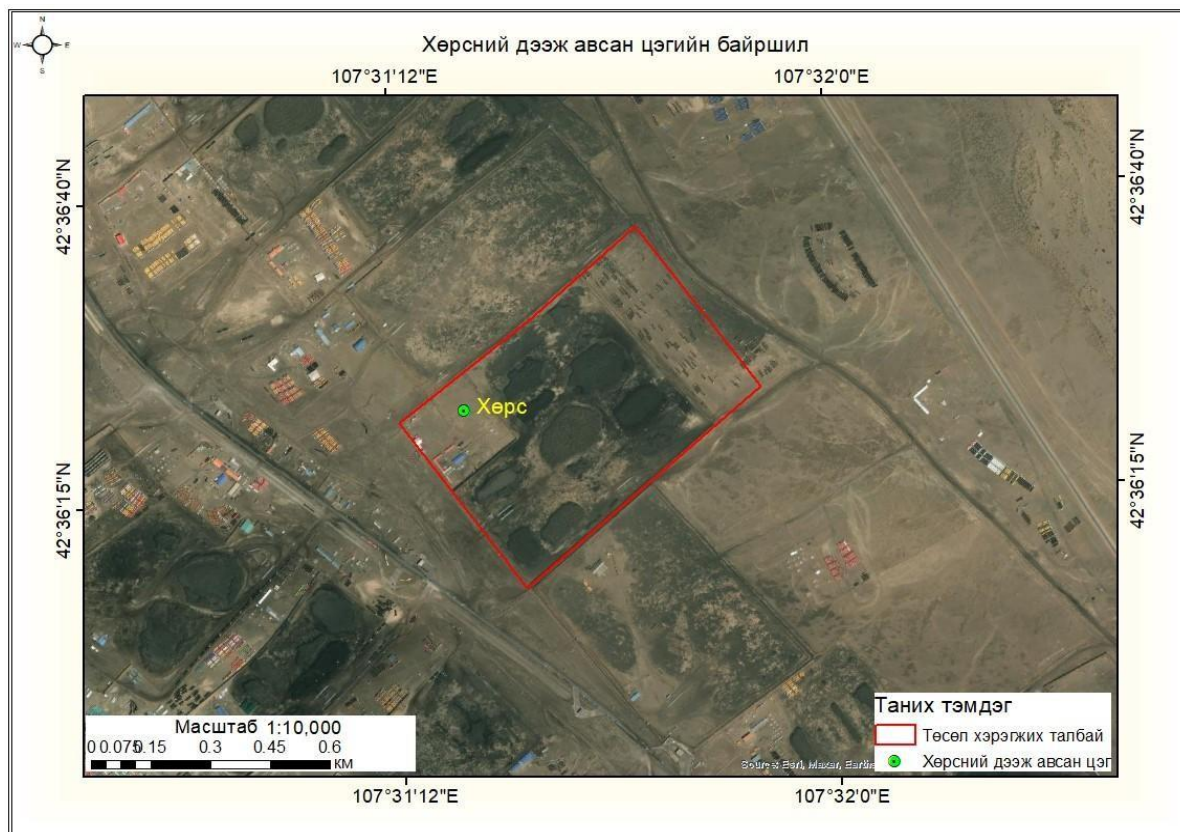 N
W E
S
Хөрсний дээж авсан цэгийн байршил
107°31'12"E 107°32'0"E
42°36'40"N 42°36'40"N
Хөрс
42°36'15"N 42°36'15"N
Масштаб 1:10,000
0 0.075 0.15 0.3 0.45 0.6
км
Таних тэмдэг
Төсөл хэрэгжих талбай
Хөрсний дээж авсан цэг
Source: Esri, Maxar, Eartha
107°31'12"E 107°32'0"E